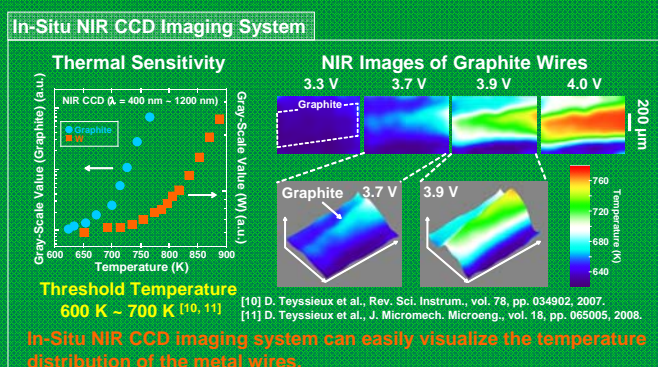 In-Situ NIR CCD Imaging System
Thermal Sensitivity
NIR CCD (λ = 400 nm ~ 1200 nm)
Graphite
W
Gray-Scale Value (Graphite) (a.u.)
Gray-Scale Value (W) (a.u)
600 650 700 750 800 850 900
Temperature (K)
Threshold Temperature
600 K ~ 700 K [10, 11]
NIR Images of Graphite Wires
3.3 V 3.7 V 3.9 V 4.0 V
Graphite
200 μm
Graphite 3.7 V 3.9 V
760
720
680
640
Temperature (K)
[10] D. Teyssieux et al., Rev. Sci. Instrum., vol. 78, pp. 034902, 2007.
[11] D. Teyssieux et al., J. Micromech. Microeng., vol. 18, pp. 065005, 2008.
In-Situ NIR CCD imaging system can easily visualize the temperature
distribution of the metal wires.